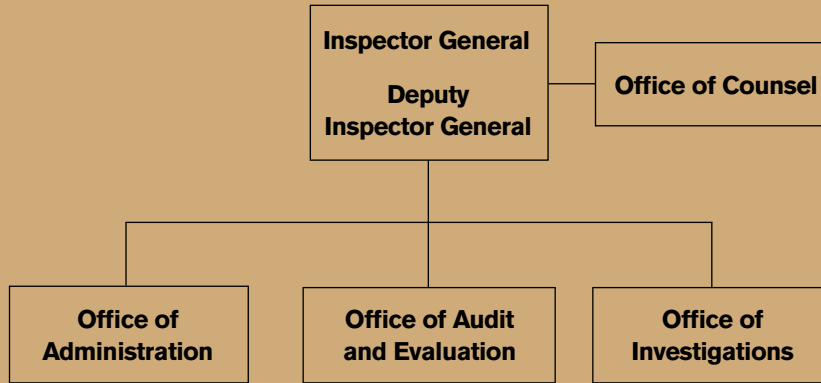 Inspector General
Deputy
Inspector General
Office of Counsel
Office of
Administration
Office of Audit
and Evaluation
Office of
Investigations